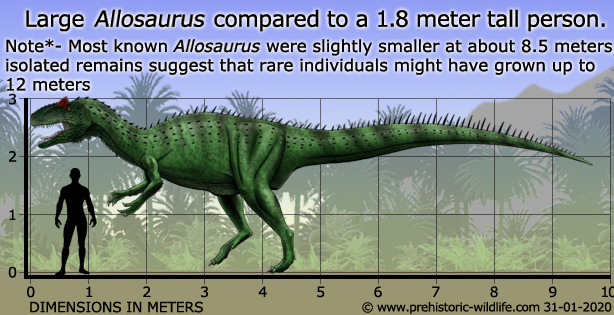 Large Allosaurus compared to a 1.8 meter tall person.
Note*- Most known Allosaurus were slightly smaller at about 8.5 meters
isolated remains suggest that rare individuals might have grown up to
12 meters
3
2
1
0
0 1 2 3 4 5 6 7 8 9 10
DIMENSIONS IN METERS © www.prehistoric-wildlife.com 31-01-2020